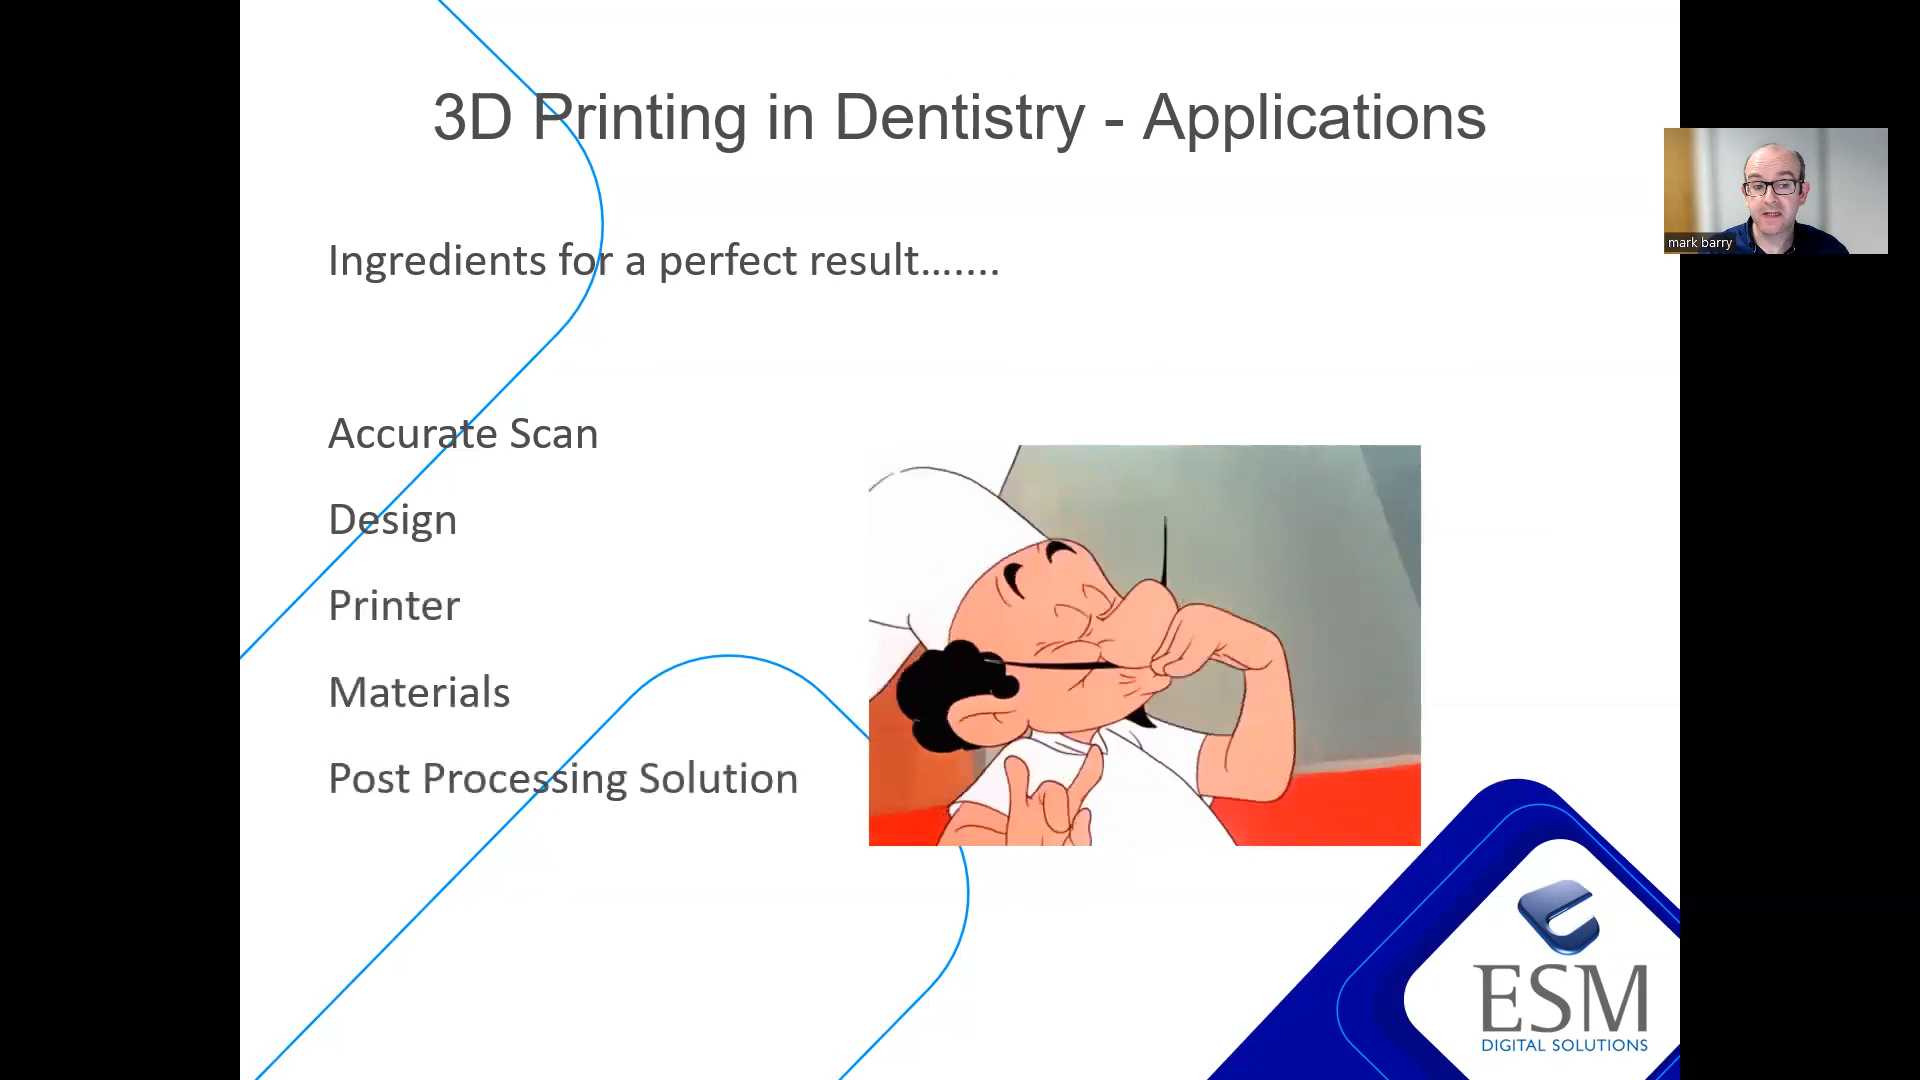 3D Printing in Dentistry - Applications
mark barry
Ingredients for a perfect result…....
Accurate Scan
Design
Printer
Materials
Post Processing Solution
ESM
DIGITAL SOLUTIONS